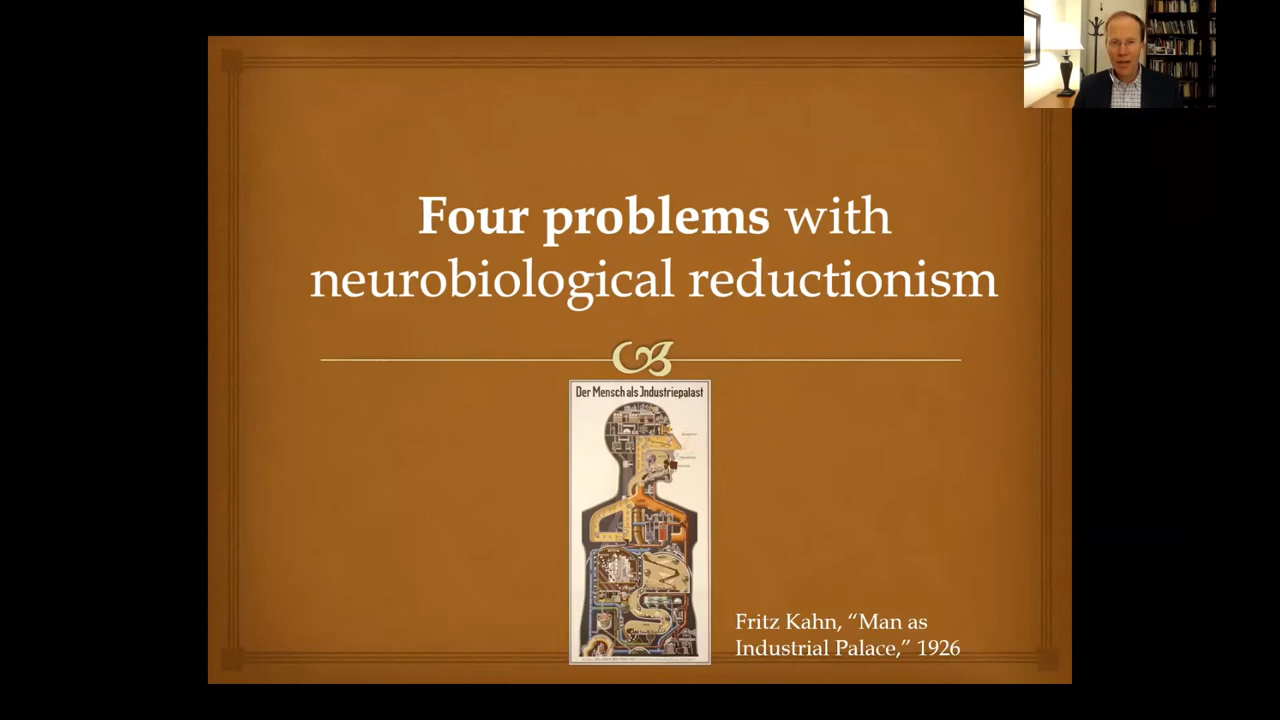 Four problems with
neurobiological reductionism
Der Mensch als Industriepalast
Fritz Kahn, “Man as
Industrial Palace,” 1926